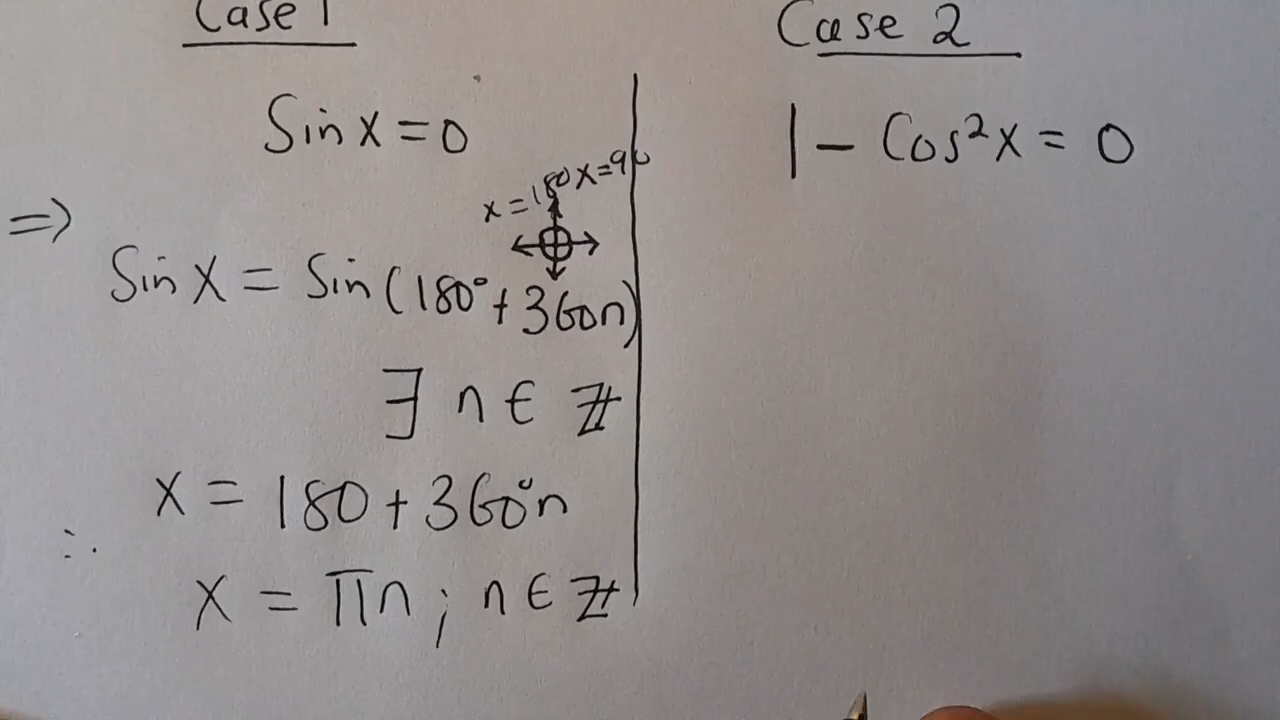 Case 1
Sin x = 0
x = 180 x = 90
⇒
Sin x = Sin (180° + 360n)
∃ n ∈ ℤ
x = 180 + 360°n
∴
x = πn ; n ∈ ℤ
Case 2
1 − Cos²x = 0